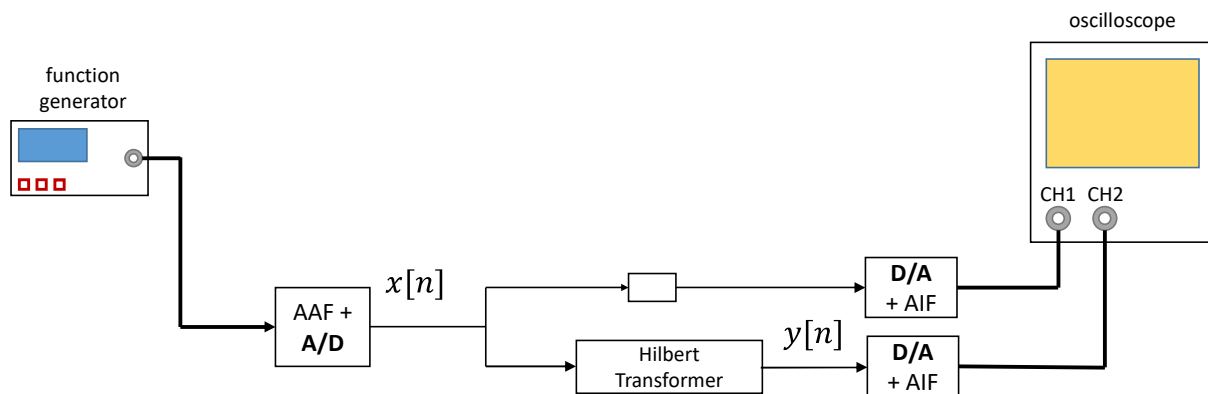 oscilloscope
function
generator
CH1 CH2
x[n]
D/A
+ AIF
AAF +
A/D
y[n]
Hilbert
Transformer
D/A
+ AIF